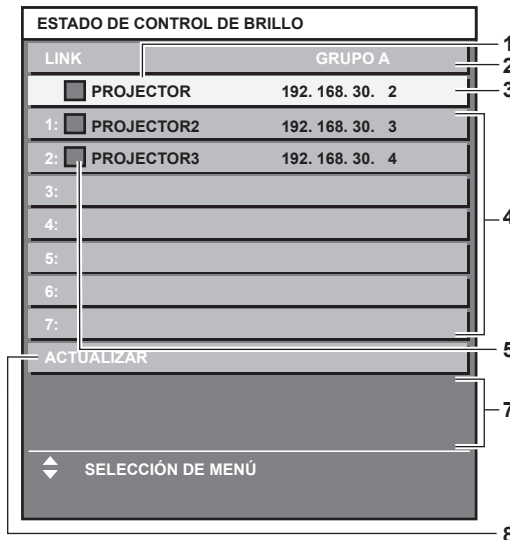 ESTADO DE CONTROL DE BRILLO
LINK GRUPO A
PROJECTOR 192. 168. 30. 2
1: PROJECTOR2 192. 168. 30. 3
2: PROJECTOR3 192. 168. 30. 4
3:
4:
5:
6:
7:
ACTUALIZAR
SELECCIÓN DE MENÚ
1
2
3
4
5
7
8